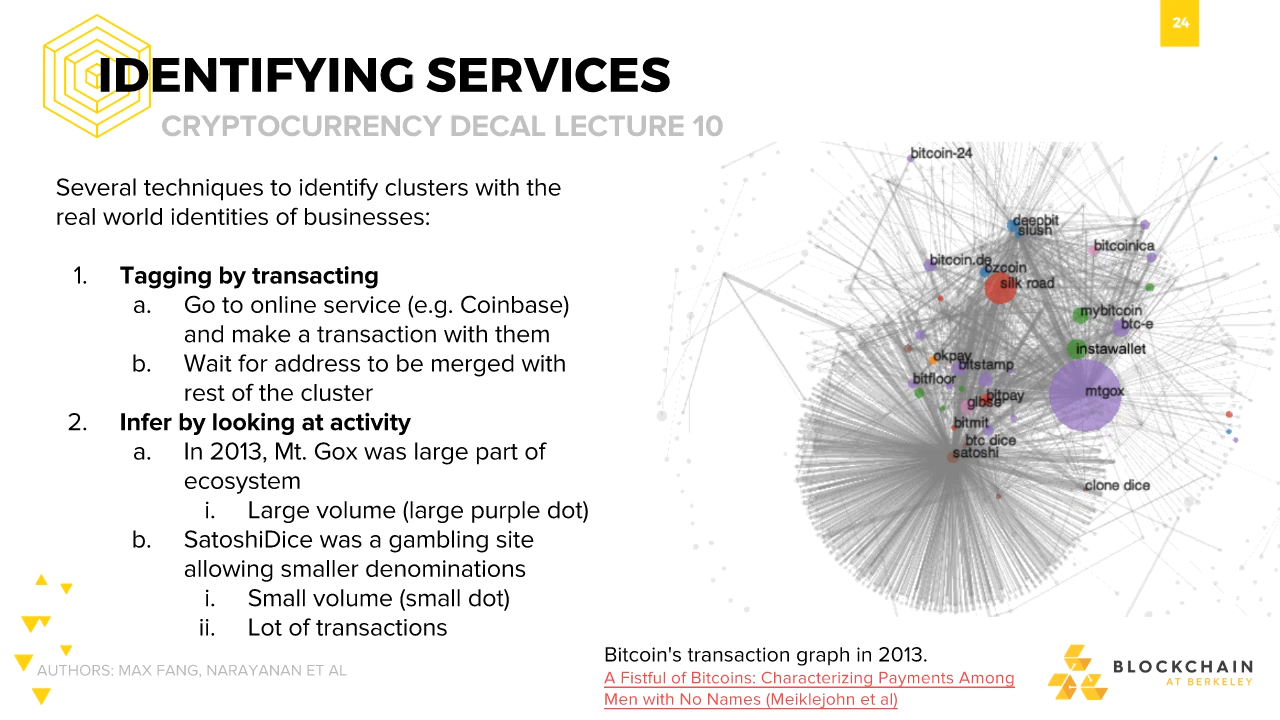 24
IDENTIFYING SERVICES
CRYPTOCURRENCY DECAL LECTURE 10
Several techniques to identify clusters with the
real world identities of businesses:
1. Tagging by transacting
a. Go to online service (e.g. Coinbase)
and make a transaction with them
b. Wait for address to be merged with
rest of the cluster
2. Infer by looking at activity
a. In 2013, Mt. Gox was large part of
ecosystem
i. Large volume (large purple dot)
b. SatoshiDice was a gambling site
allowing smaller denominations
i. Small volume (small dot)
ii. Lot of transactions
bitcoin-24
deepbit
slush
bitcoinica
bitcoin.de
ozcoin
silk road
mybitcoin
btc-e
instawallet
okpay
bitstamp
bitfloor
mtgox
bitpay
glbse
bitmit
btc dice
satoshi
clone dice
Bitcoin's transaction graph in 2013.
A Fistful of Bitcoins: Characterizing Payments Among
Men with No Names (Meiklejohn et al)
AUTHORS: MAX FANG, NARAYANAN ET AL
BLOCKCHAIN
AT BERKELEY